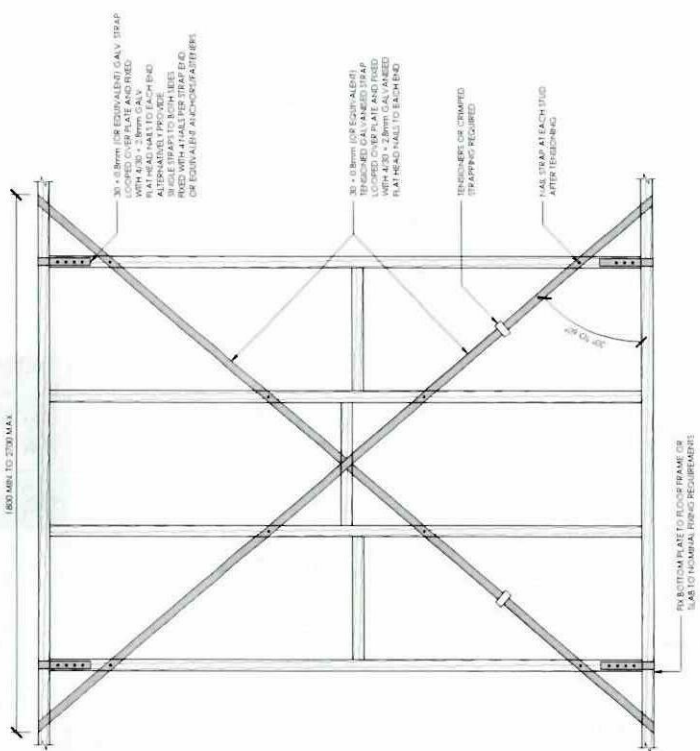 1800 MIN. TO 2700 MAX.
30 × 0.8mm (OR EQUIVALENT) GALV. STRAP
LOOPED OVER PLATE AND FIXED
WITH 4/30 × 2.8mm GALV.
FLAT HEAD NAILS TO EACH END
ALTERNATIVELY PROVIDE
SINGLE STRAPS TO BOTH SIDES
FIXED WITH 4 NAILS PER STRAP END
OR EQUIVALENT ANCHORS/FASTENERS
30 × 0.8mm (OR EQUIVALENT)
TENSIONED GALVANISED STRAP
LOOPED OVER PLATE AND FIXED
WITH 4/30 × 2.8mm GALVANISED
FLAT HEAD NAILS TO EACH END
TENSIONERS OR CRIMPED
STRAPPING REQUIRED
NAIL STRAP AT EACH STUD
AFTER TENSIONING
FIX BOTTOM PLATE TO FLOOR FRAME OR
SLAB TO NOMINAL FIXING REQUIREMENTS